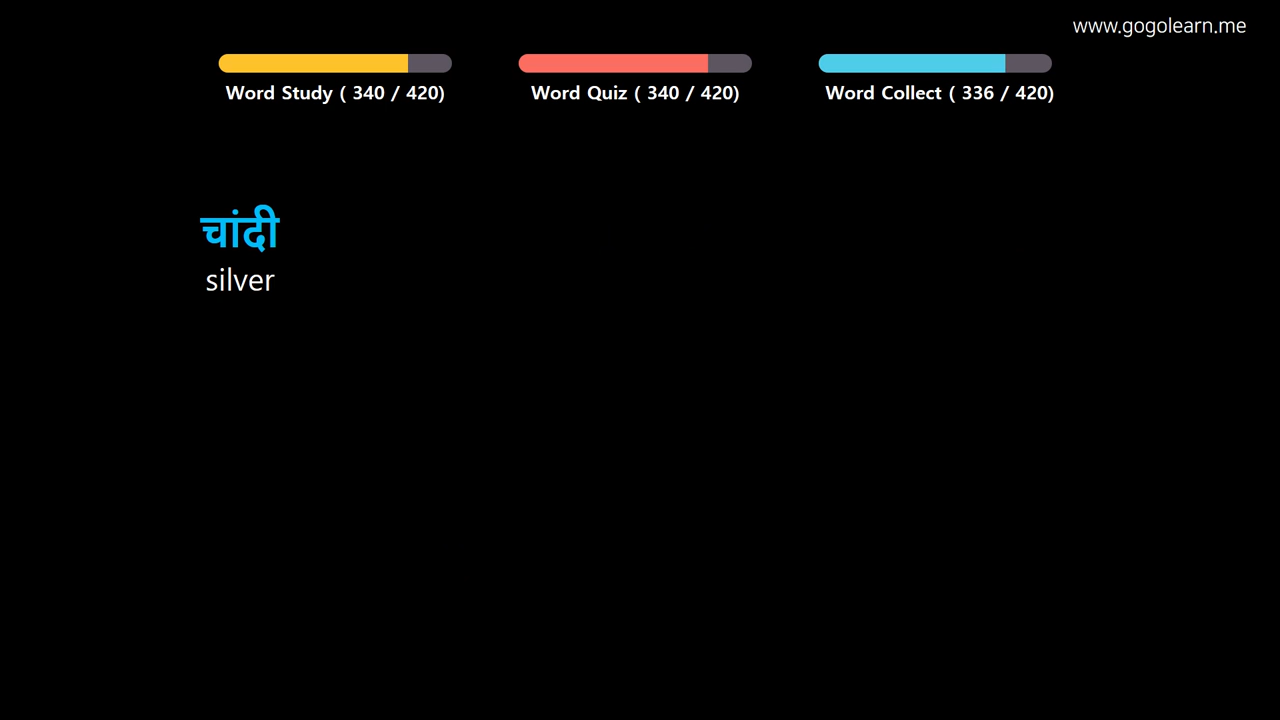 www.gogolearn.me
Word Study ( 340 / 420)
Word Quiz ( 340 / 420)
Word Collect ( 336 / 420)
चांदी
silver